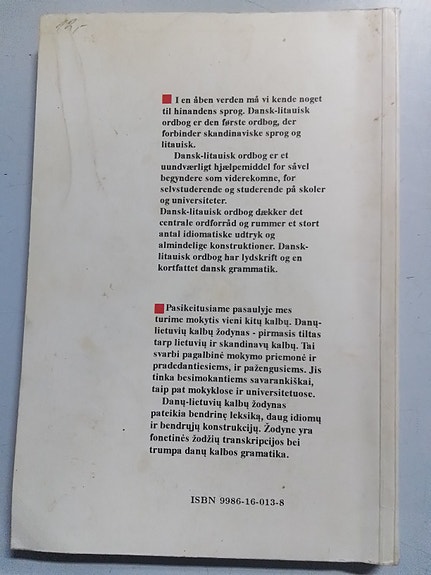 12,-
I en åben verden må vi kende noget
til hinandens sprog. Dansk-litauisk
ordbog er den første ordbog, der
forbinder skandinaviske sprog og
litauisk.
Dansk-litauisk ordbog er et
uundværligt hjælpemiddel for såvel
begyndere som viderekomne, for
selvstuderende og studerende på skoler
og universiteter.
Dansk-litauisk ordbog dækker det
centrale ordforråd og rummer et stort
antal idiomatiske udtryk og
almindelige konstruktioner. Dansk-
litauisk ordbog har lydskrift og en
kortfattet dansk grammatik.
Pasikeitusiame pasaulyje mes
turime mokytis vieni kitų kalbų. Danų-
lietuvių kalbų žodynas - pirmasis tiltas
tarp lietuvių ir skandinavų kalbų. Tai
svarbi pagalbinė mokymo priemonė ir
pradedantiesiems, ir pažengusiems. Jis
tinka besimokantiems savarankiškai,
taip pat mokyklose ir universitetuose.
Danų-lietuvių kalbų žodynas
pateikia bendrinę leksiką, daug idiomų
ir bendrųjų konstrukcijų. Žodyne yra
fonetinės žodžių transkripcijos bei
trumpa danų kalbos gramatika.
ISBN 9986-16-013-8